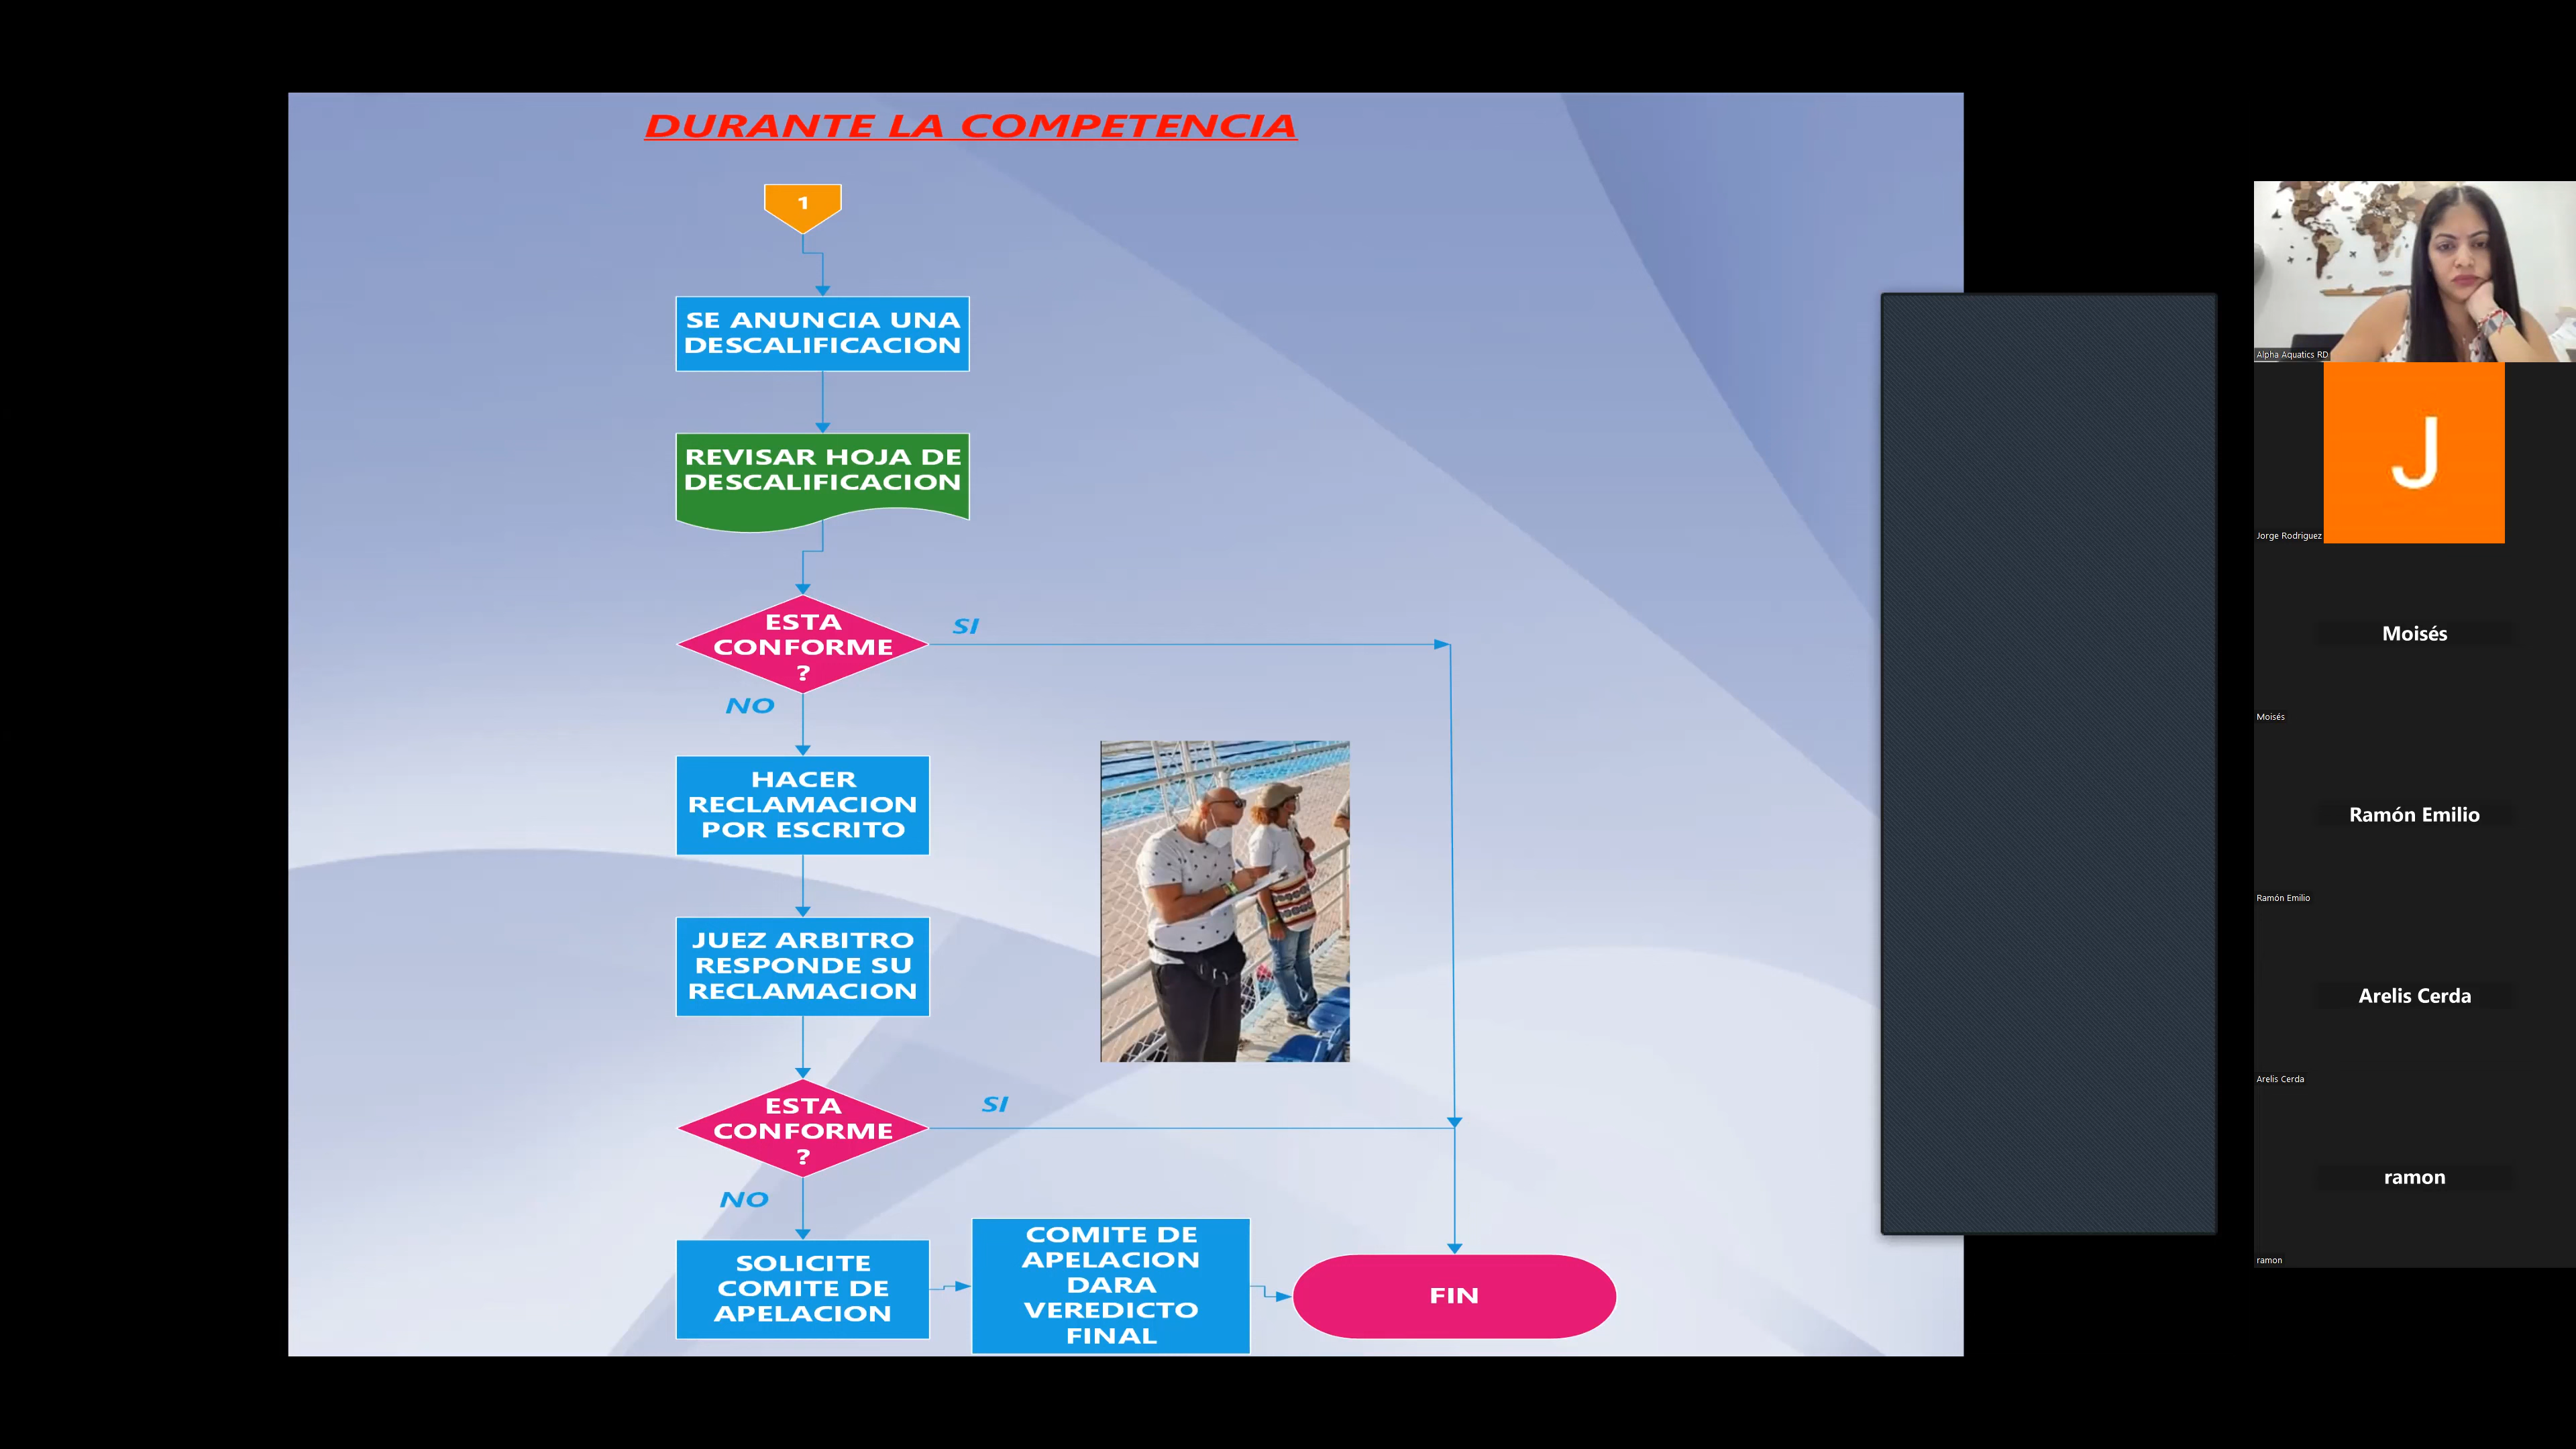 DURANTE LA COMPETENCIA
1
SE ANUNCIA UNA
DESCALIFICACION
REVISAR HOJA DE
DESCALIFICACION
ESTA
CONFORME
?
SI
NO
HACER
RECLAMACION
POR ESCRITO
JUEZ ARBITRO
RESPONDE SU
RECLAMACION
ESTA
CONFORME
?
SI
NO
SOLICITE
COMITE DE
APELACION
COMITE DE
APELACION
DARA
VEREDICTO
FINAL
FIN
Alpha Aquatics RD
J
Jorge Rodriguez
Moisés
Moisés
Ramón Emilio
Ramón Emilio
Arelis Cerda
Arelis Cerda
ramon
ramon